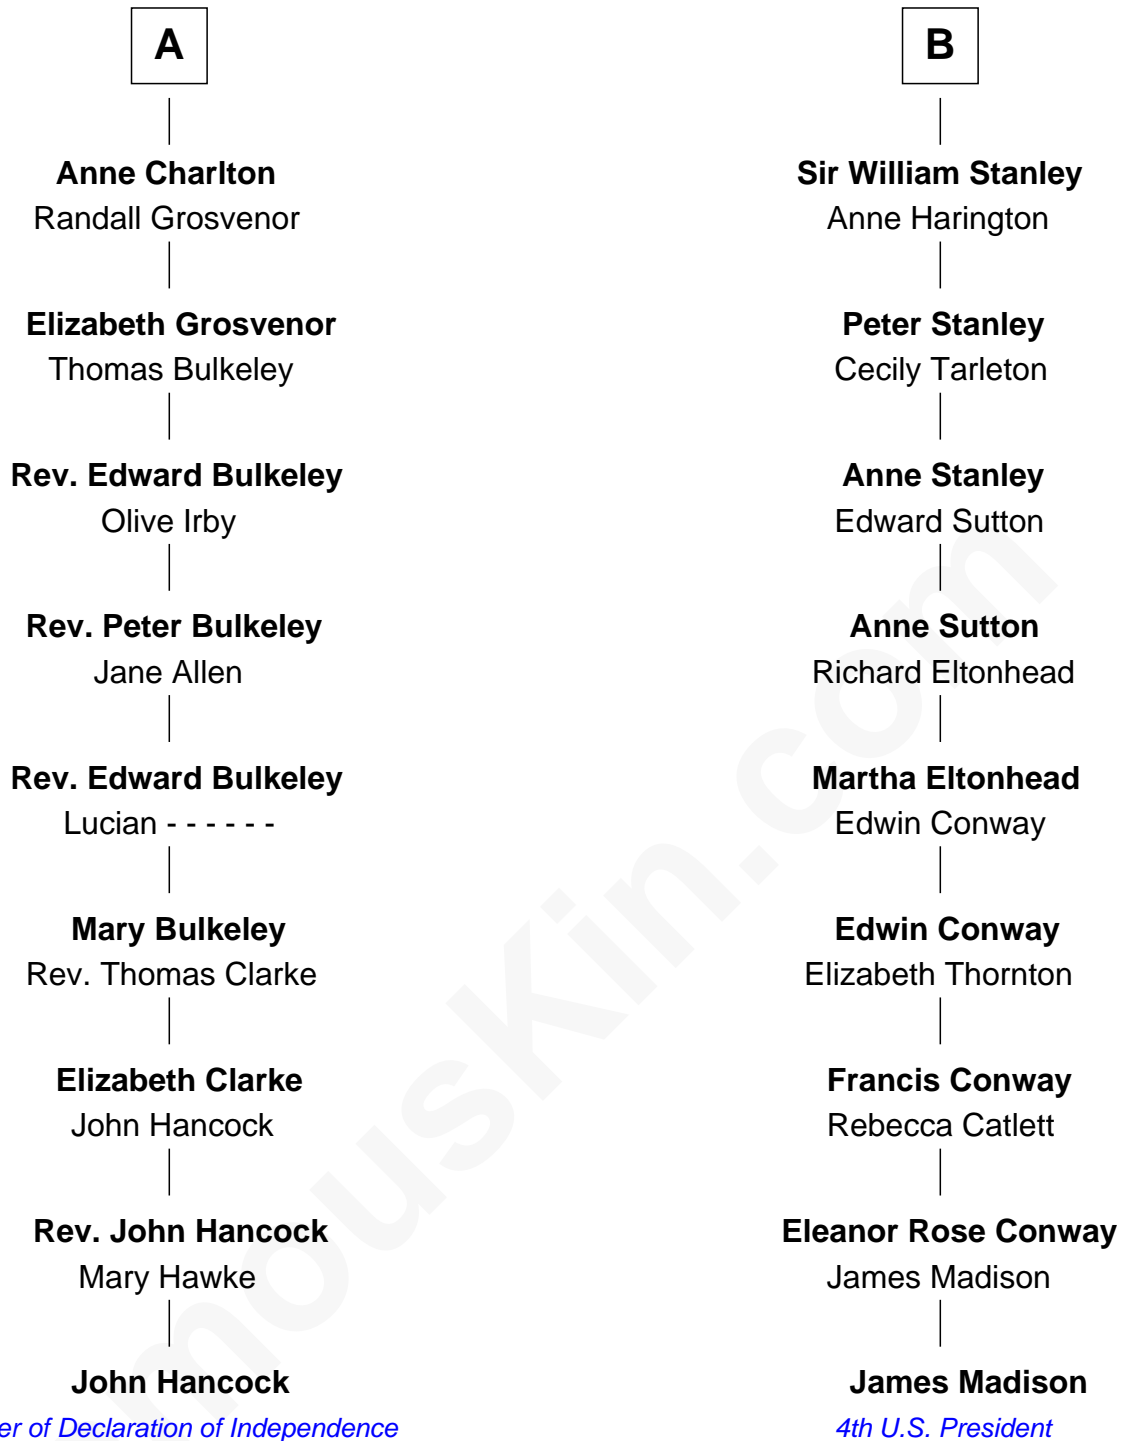 A
Anne Charlton
Randall Grosvenor
Elizabeth Grosvenor
Thomas Bulkeley
Rev. Edward Bulkeley
Olive Irby
Rev. Peter Bulkeley
Jane Allen
Rev. Edward Bulkeley
Lucian - - - - - -
Mary Bulkeley
Rev. Thomas Clarke
Elizabeth Clarke
John Hancock
Rev. John Hancock
Mary Hawke
John Hancock
er of Declaration of Independence
B
Sir William Stanley
Anne Harington
Peter Stanley
Cecily Tarleton
Anne Stanley
Edward Sutton
Anne Sutton
Richard Eltonhead
Martha Eltonhead
Edwin Conway
Edwin Conway
Elizabeth Thornton
Francis Conway
Rebecca Catlett
Eleanor Rose Conway
James Madison
James Madison
4th U.S. President
mousKin.com